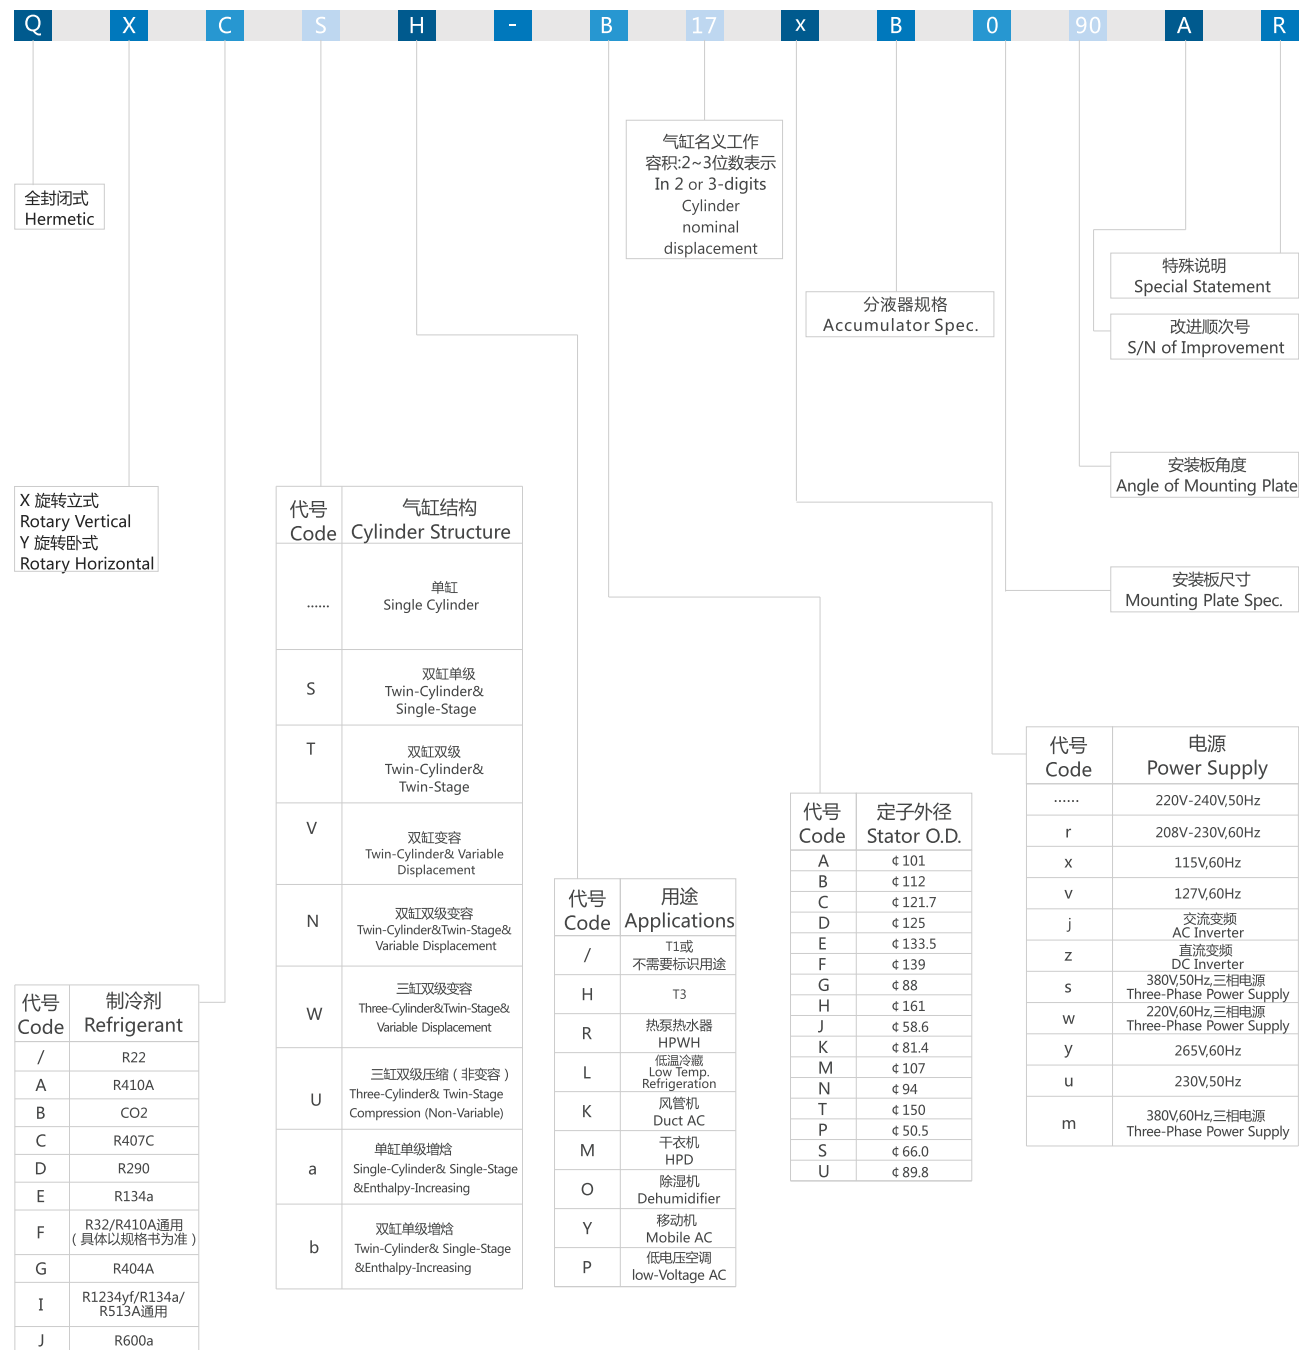 Q X C S H - B 17 x B 0 90 A R
气缸名义工作
容积:2~3位数表示
In 2 or 3-digits
Cylinder
nominal
displacement
全封闭式
Hermetic
特殊说明
Special Statement
分液器规格
Accumulator Spec.
改进顺次号
S/N of Improvement
安装板角度
Angle of Mounting Plate
X 旋转立式
Rotary Vertical
Y 旋转卧式
Rotary Horizontal
安装板尺寸
Mounting Plate Spec.
代号 气缸结构
Code Cylinder Structure
...... 单缸
Single Cylinder
S 双缸单级
Twin-Cylinder&
Single-Stage
T 双缸双级
Twin-Cylinder&
Twin-Stage
V 双缸变容
Twin-Cylinder& Variable
Displacement
N 双缸双级变容
Twin-Cylinder&Twin-Stage&
Variable Displacement
W 三缸双级变容
Three-Cylinder&Twin-Stage&
Variable Displacement
U 三缸双级压缩（非变容）
Three-Cylinder& Twin-Stage
Compression (Non-Variable)
a 单缸单级增焓
Single-Cylinder& Single-Stage
&Enthalpy-Increasing
b 双缸单级增焓
Twin-Cylinder& Single-Stage
&Enthalpy-Increasing
代号 电源
Code Power Supply
...... 220V-240V,50Hz
r 208V-230V,60Hz
x 115V,60Hz
v 127V,60Hz
j 交流变频
AC Inverter
z 直流变频
DC Inverter
s 380V,50Hz,三相电源
Three-Phase Power Supply
w 220V,60Hz,三相电源
Three-Phase Power Supply
y 265V,60Hz
u 230V,50Hz
m 380V,60Hz,三相电源
Three-Phase Power Supply
代号 定子外径
Code Stator O.D.
A ¢101
B ¢112
C ¢121.7
D ¢125
E ¢133.5
F ¢139
G ¢88
H ¢161
J ¢58.6
K ¢81.4
M ¢107
N ¢94
T ¢150
P ¢50.5
S ¢66.0
U ¢89.8
代号 用途
Code Applications
/ T1或
不需要标识用途
H T3
R 热泵热水器
HPWH
L 低温冷藏
Low Temp.
Refrigeration
K 风管机
Duct AC
M 干衣机
HPD
O 除湿机
Dehumidifier
Y 移动机
Mobile AC
P 低电压空调
low-Voltage AC
代号 制冷剂
Code Refrigerant
/ R22
A R410A
B CO2
C R407C
D R290
E R134a
F R32/R410A通用
（具体以规格书为准）
G R404A
I R1234yf/R134a/
R513A通用
J R600a